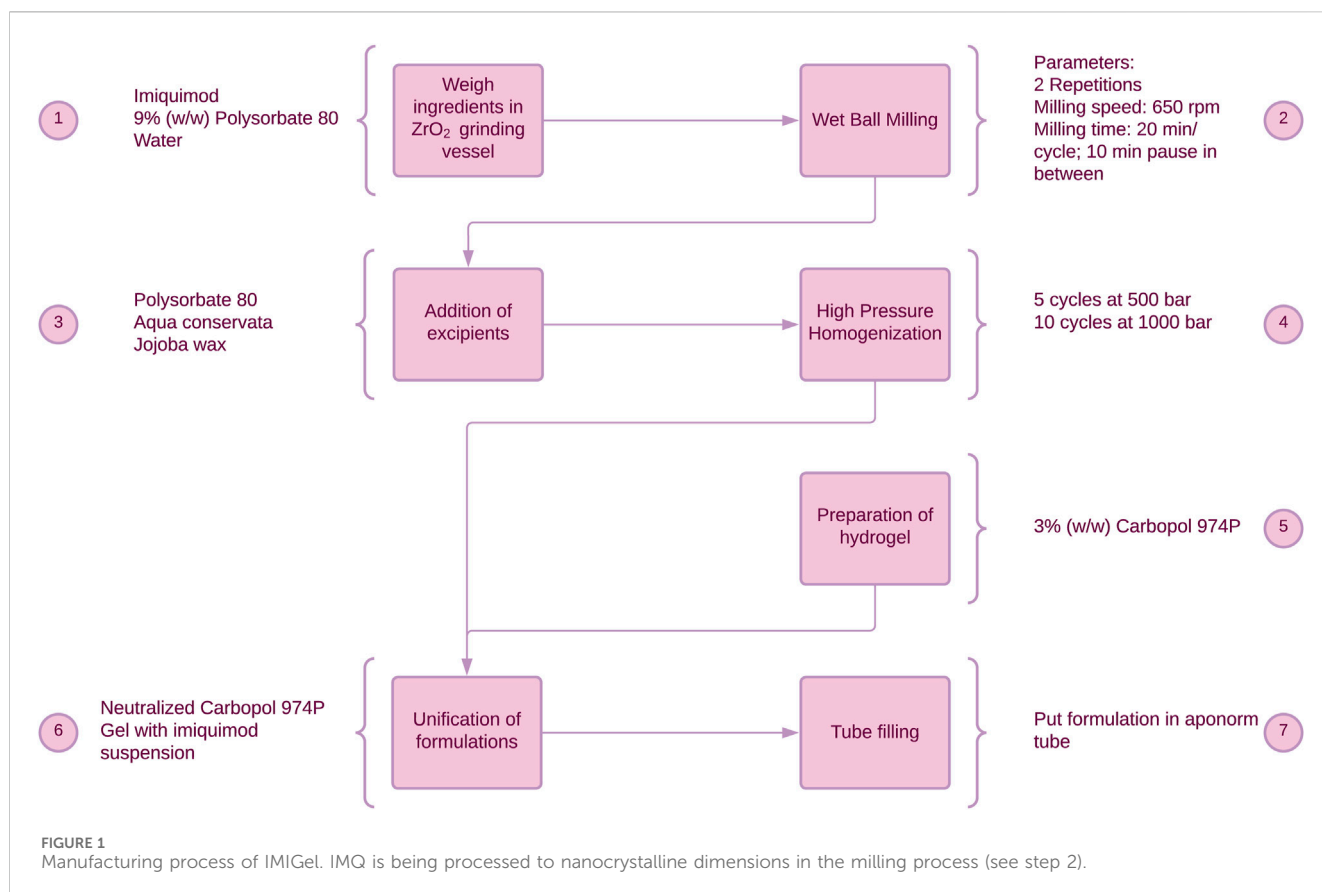 1
Imiquimod
9% (w/w) Polysorbate 80
Water
Weigh
ingredients in
ZrO₂ grinding
vessel
Wet Ball Milling
Parameters:
2 Repetitions
Milling speed: 650 rpm
Milling time: 20 min/
cycle; 10 min pause in
between
2
3
Polysorbate 80
Aqua conservata
Jojoba wax
Addition of
excipients
High Pressure
Homogenization
5 cycles at 500 bar
10 cycles at 1000 bar
4
Preparation of
hydrogel
3% (w/w) Carbopol 974P
5
6
Neutralized Carbopol 974P
Gel with imiquimod
suspension
Unification of
formulations
Tube filling
Put formulation in aponorm
tube
7
FIGURE 1
Manufacturing process of IMIGel. IMQ is being processed to nanocrystalline dimensions in the milling process (see step 2).